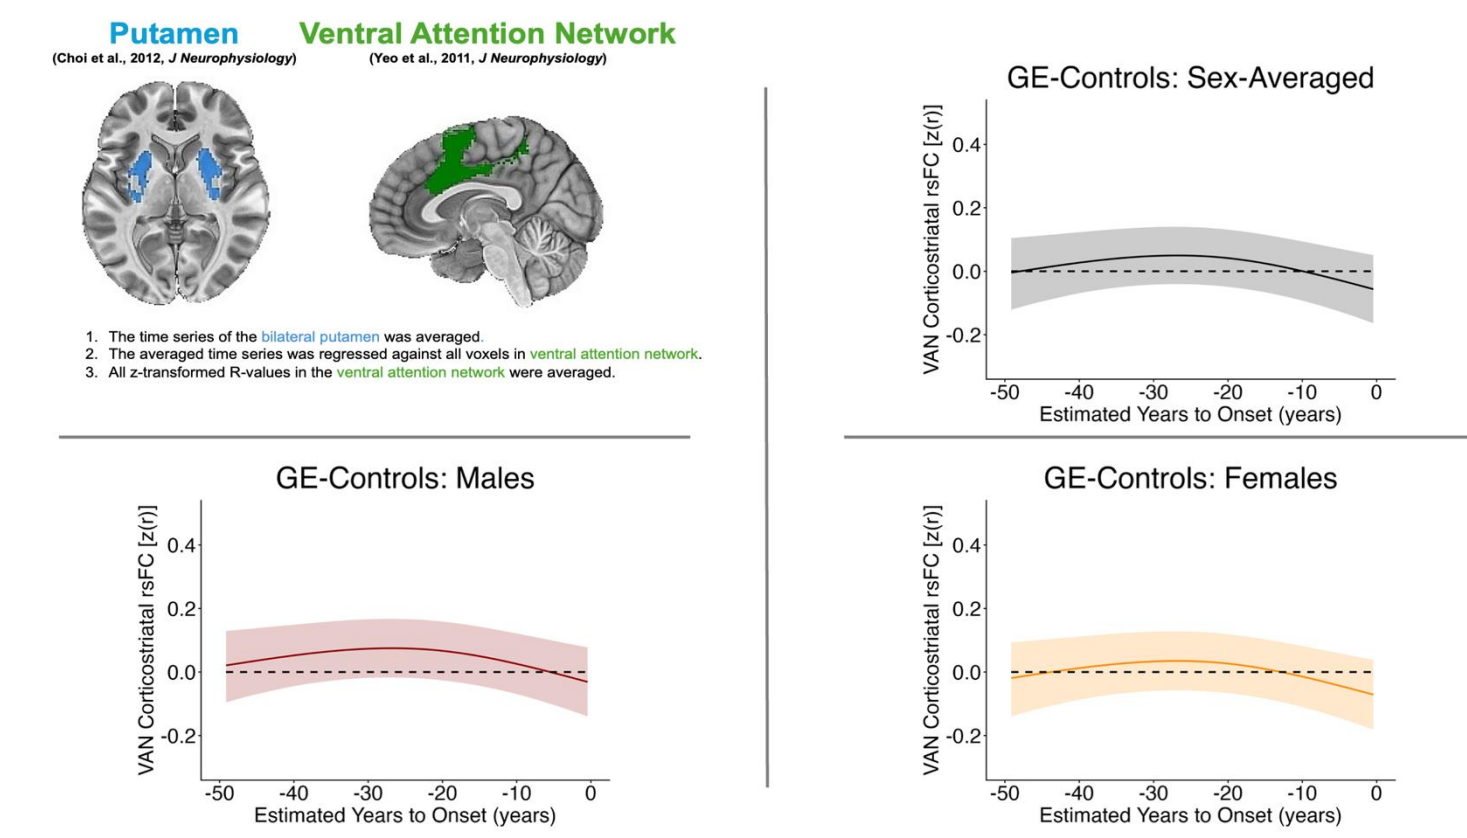 Putamen
(Choi et al., 2012, J Neurophysiology)
Ventral Attention Network
(Yeo et al., 2011, J Neurophysiology)
1. The time series of the bilateral putamen was averaged.
2. The averaged time series was regressed against all voxels in ventral attention network.
3. All z-transformed R-values in the ventral attention network were averaged.
GE-Controls: Sex-Averaged
VAN Corticostriatal rsFC [z(r)]
0.4
0.2
0.0
-0.2
-50 -40 -30 -20 -10 0
Estimated Years to Onset (years)
GE-Controls: Males
VAN Corticostriatal rsFC [z(r)]
0.4
0.2
0.0
-0.2
-50 -40 -30 -20 -10 0
Estimated Years to Onset (years)
GE-Controls: Females
VAN Corticostriatal rsFC [z(r)]
0.4
0.2
0.0
-0.2
-50 -40 -30 -20 -10 0
Estimated Years to Onset (years)